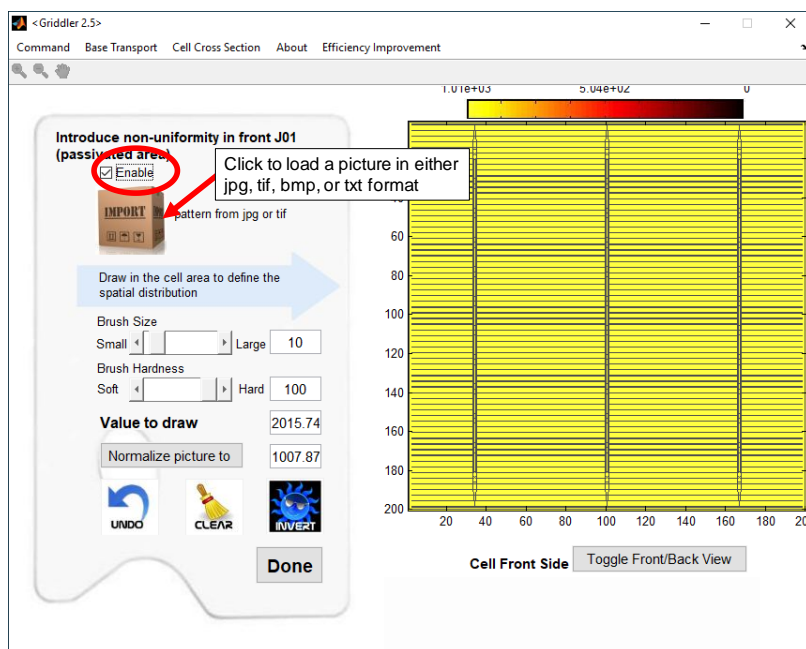 <Griddler 2.5>
Command Base Transport Cell Cross Section About Efficiency Improvement
1.01e+03 5.04e+02 0
Introduce non-uniformity in front J01
(passivated area)
Enable
Click to load a picture in either
jpg, tif, bmp, or txt format
IMPORT
pattern from jpg or tif
Draw in the cell area to define the
spatial distribution
Brush Size
Small Large 10
Brush Hardness
Soft Hard 100
Value to draw 2015.74
Normalize picture to 1007.87
UNDO CLEAR INVERT
Done
40
60
80
100
120
140
160
180
200
20 40 60 80 100 120 140 160 180 20
Cell Front Side Toggle Front/Back View